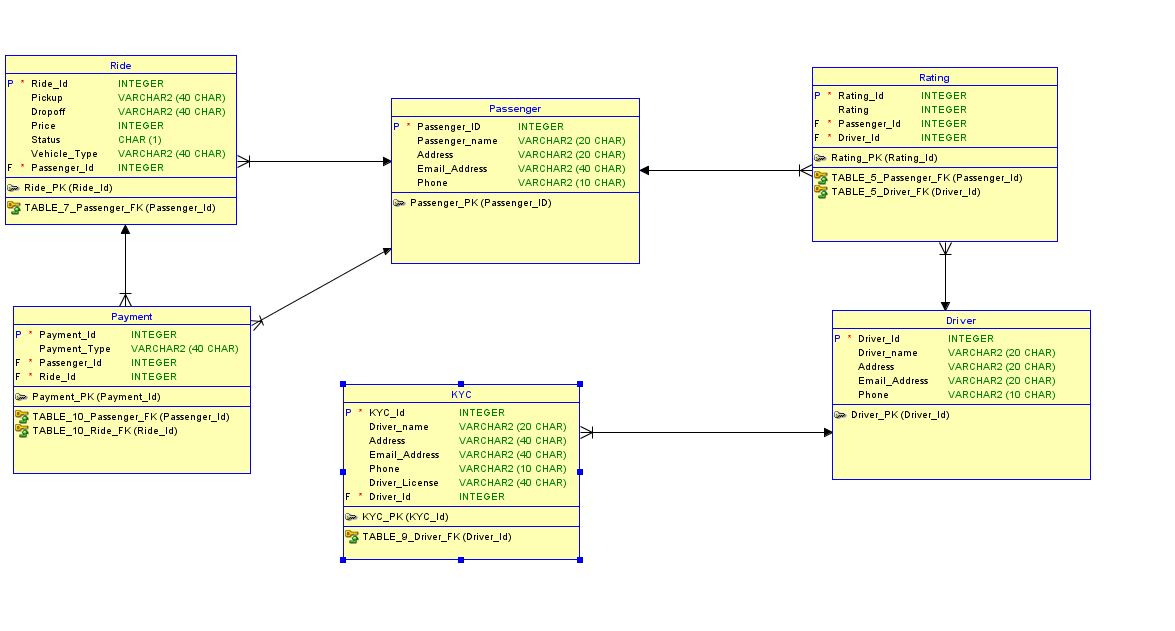 Ride
P * Ride_Id INTEGER
Pickup VARCHAR2 (40 CHAR)
Dropoff VARCHAR2 (40 CHAR)
Price INTEGER
Status CHAR (1)
Vehicle_Type VARCHAR2 (40 CHAR)
F * Passenger_Id INTEGER
Ride_PK (Ride_Id)
TABLE_7_Passenger_FK (Passenger_Id)
Passenger
P * Passenger_ID INTEGER
Passenger_name VARCHAR2 (20 CHAR)
Address VARCHAR2 (20 CHAR)
Email_Address VARCHAR2 (40 CHAR)
Phone VARCHAR2 (10 CHAR)
Passenger_PK (Passenger_ID)
Rating
P * Rating_Id INTEGER
Rating INTEGER
F * Passenger_Id INTEGER
F * Driver_Id INTEGER
Rating_PK (Rating_Id)
TABLE_5_Passenger_FK (Passenger_Id)
TABLE_5_Driver_FK (Driver_Id)
Payment
P * Payment_Id INTEGER
Payment_Type VARCHAR2 (40 CHAR)
F * Passenger_Id INTEGER
F * Ride_Id INTEGER
Payment_PK (Payment_Id)
TABLE_10_Passenger_FK (Passenger_Id)
TABLE_10_Ride_FK (Ride_Id)
KYC
P * KYC_Id INTEGER
Driver_name VARCHAR2 (20 CHAR)
Address VARCHAR2 (40 CHAR)
Email_Address VARCHAR2 (40 CHAR)
Phone VARCHAR2 (10 CHAR)
Driver_License VARCHAR2 (40 CHAR)
F * Driver_Id INTEGER
KYC_PK (KYC_Id)
TABLE_9_Driver_FK (Driver_Id)
Driver
P * Driver_Id INTEGER
Driver_name VARCHAR2 (20 CHAR)
Address VARCHAR2 (20 CHAR)
Email_Address VARCHAR2 (20 CHAR)
Phone VARCHAR2 (10 CHAR)
Driver_PK (Driver_Id)